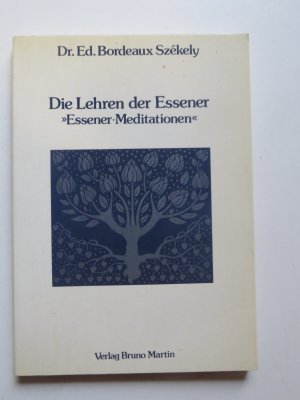 Dr. Ed. Bordeaux Székely
Die Lehren der Essener
»Essener-Meditationen«
Verlag Bruno Martin